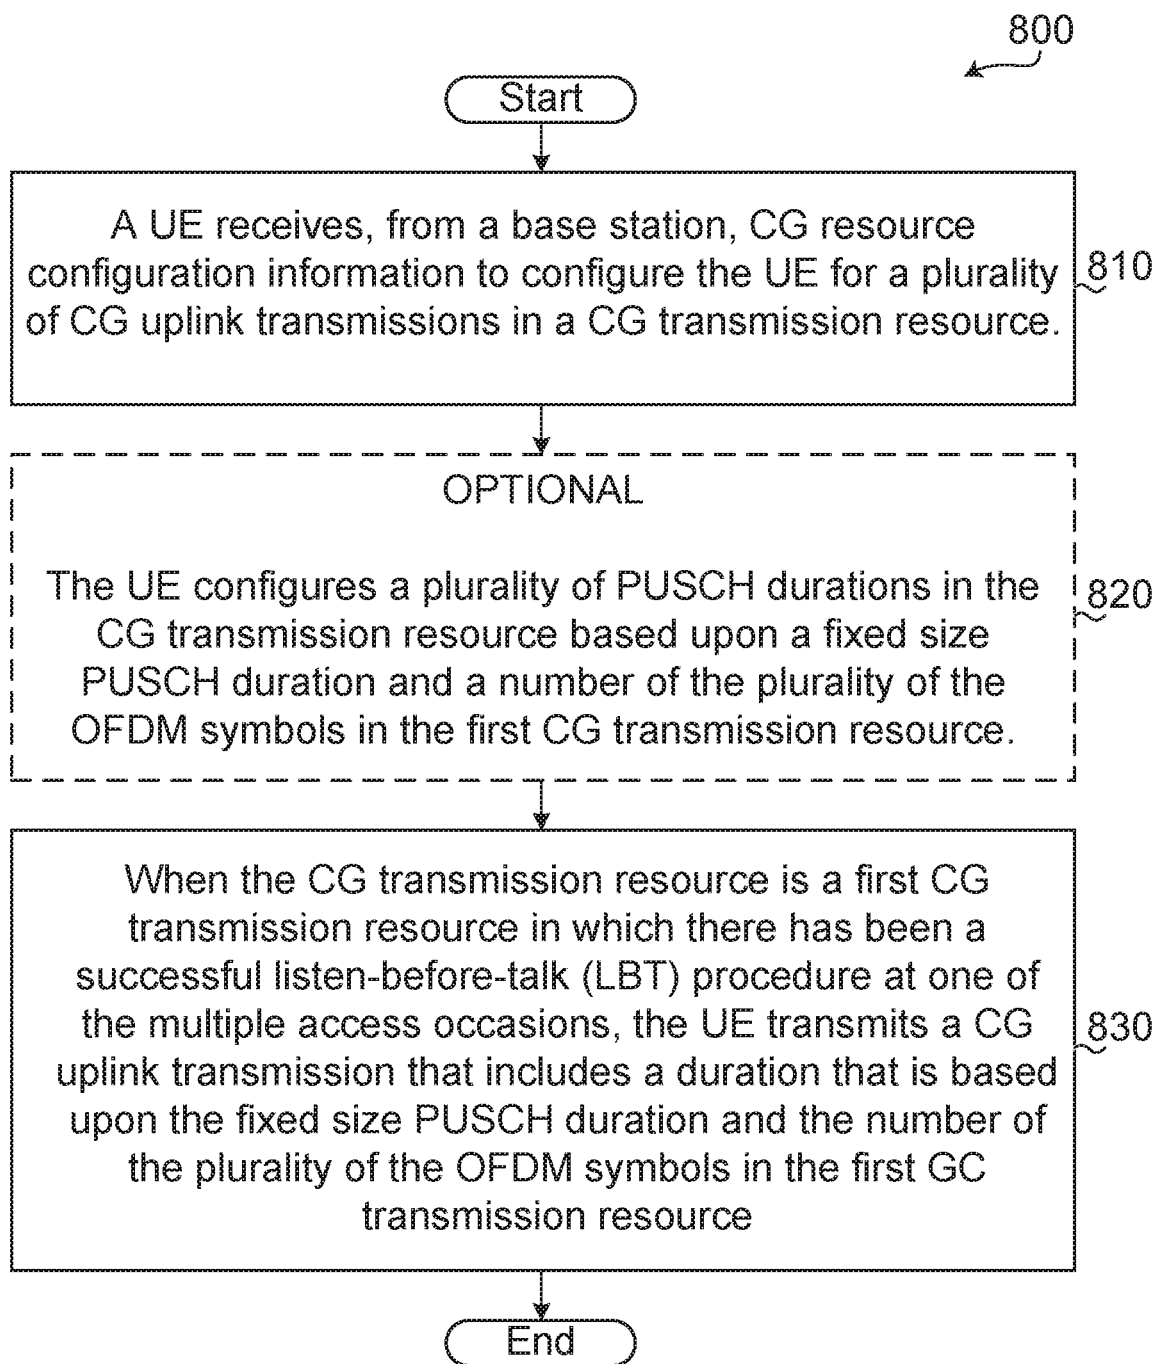 800
Start
A UE receives, from a base station, CG resource
configuration information to configure the UE for a plurality
of CG uplink transmissions in a CG transmission resource.
810
OPTIONAL
The UE configures a plurality of PUSCH durations in the
CG transmission resource based upon a fixed size
PUSCH duration and a number of the plurality of the
OFDM symbols in the first CG transmission resource.
820
When the CG transmission resource is a first CG
transmission resource in which there has been a
successful listen-before-talk (LBT) procedure at one of
the multiple access occasions, the UE transmits a CG
uplink transmission that includes a duration that is based
upon the fixed size PUSCH duration and the number of
the plurality of the OFDM symbols in the first GC
transmission resource
830
End